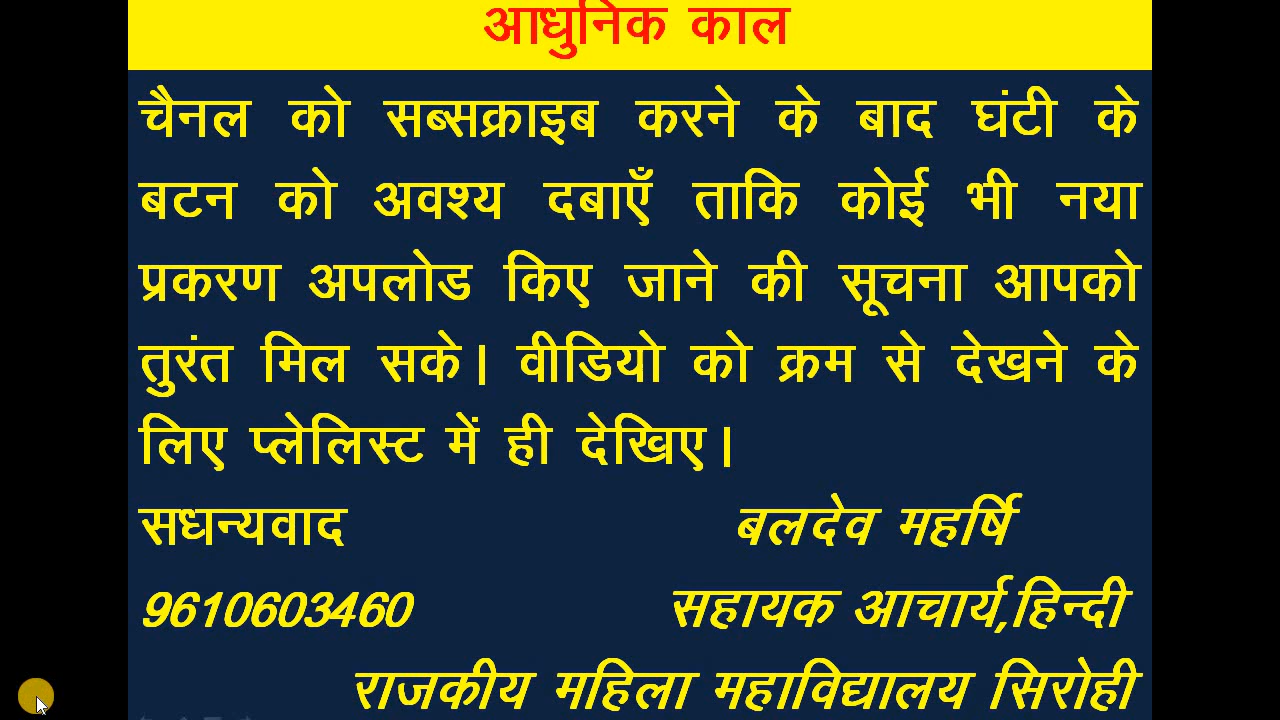 आधुनिक काल
चैनल को सब्सक्राइब करने के बाद घंटी के
बटन को अवश्य दबाएँ ताकि कोई भी नया
प्रकरण अपलोड किए जाने की सूचना आपको
तुरंत मिल सके। वीडियो को क्रम से देखने के
लिए प्लेलिस्ट में ही देखिए।
सधन्यवाद बलदेव महर्षि
9610603460 सहायक आचार्य,हिन्दी
राजकीय महिला महाविद्यालय सिरोही